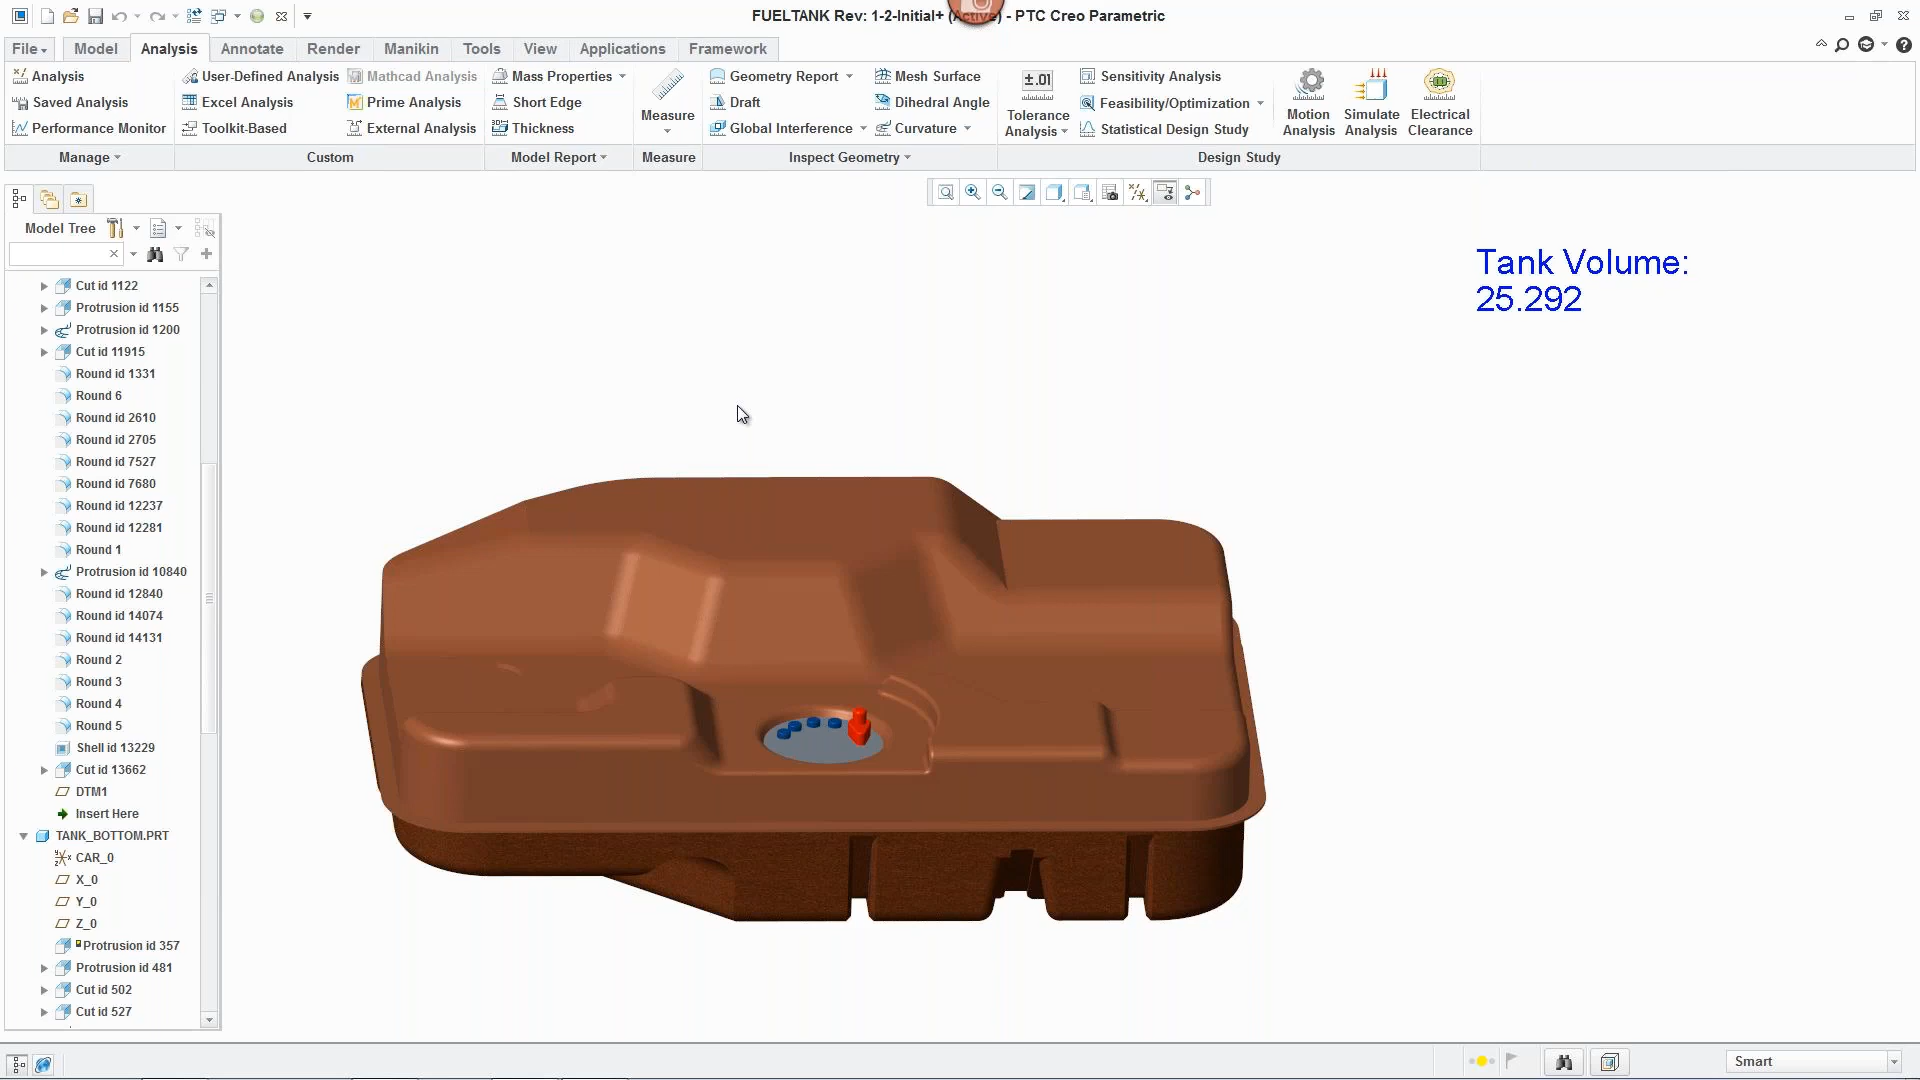 FUELTANK Rev: 1-2-Initial+ (Active) - PTC Creo Parametric
File Model Analysis Annotate Render Manikin Tools View Applications Framework
Analysis User-Defined Analysis Mathcad Analysis Mass Properties Geometry Report Mesh Surface Sensitivity Analysis
Saved Analysis Excel Analysis Prime Analysis Short Edge Draft Dihedral Angle Feasibility/Optimization
Performance Monitor Toolkit-Based External Analysis Thickness Global Interference Curvature Statistical Design Study
Measure
±.01
Tolerance
Analysis
Motion
Analysis
Simulate
Analysis
Electrical
Clearance
Manage Custom Model Report Measure Inspect Geometry Design Study
Model Tree
Cut id 1122
Protrusion id 1155
Protrusion id 1200
Cut id 11915
Round id 1331
Round 6
Round id 2610
Round id 2705
Round id 7527
Round id 7680
Round id 12237
Round id 12281
Round 1
Protrusion id 10840
Round id 12840
Round id 14074
Round id 14131
Round 2
Round 3
Round 4
Round 5
Shell id 13229
Cut id 13662
DTM1
Insert Here
TANK_BOTTOM.PRT
CAR_0
X_0
Y_0
Z_0
Protrusion id 357
Protrusion id 481
Cut id 502
Cut id 527
Tank Volume:
25.292
Smart